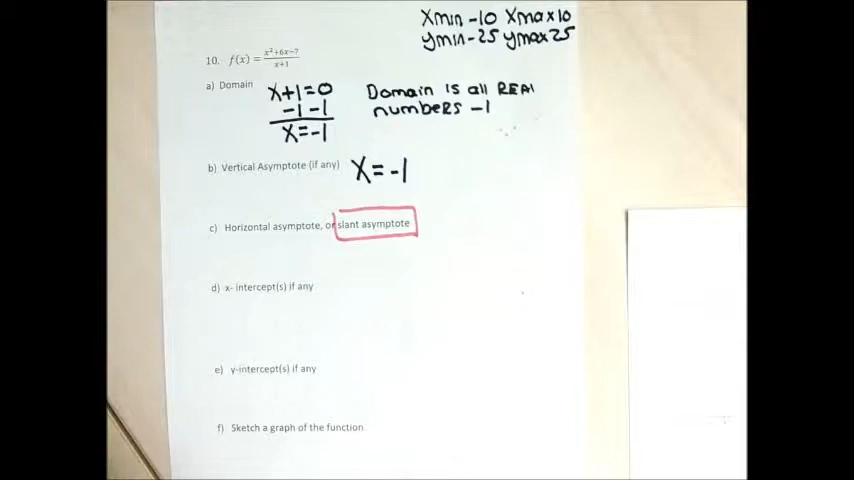 Xmin -10 Xmax 10
ymin -25 ymax 25
10. f(x) = x²+6x-7 / x+1
a) Domain
x+1=0
-1 -1
x=-1
Domain is all REAl
numbers -1
b) Vertical Asymptote (if any)
X=-1
c) Horizontal asymptote, or slant asymptote
d) x- intercept(s) if any
e) y-intercept(s) if any
f) Sketch a graph of the function